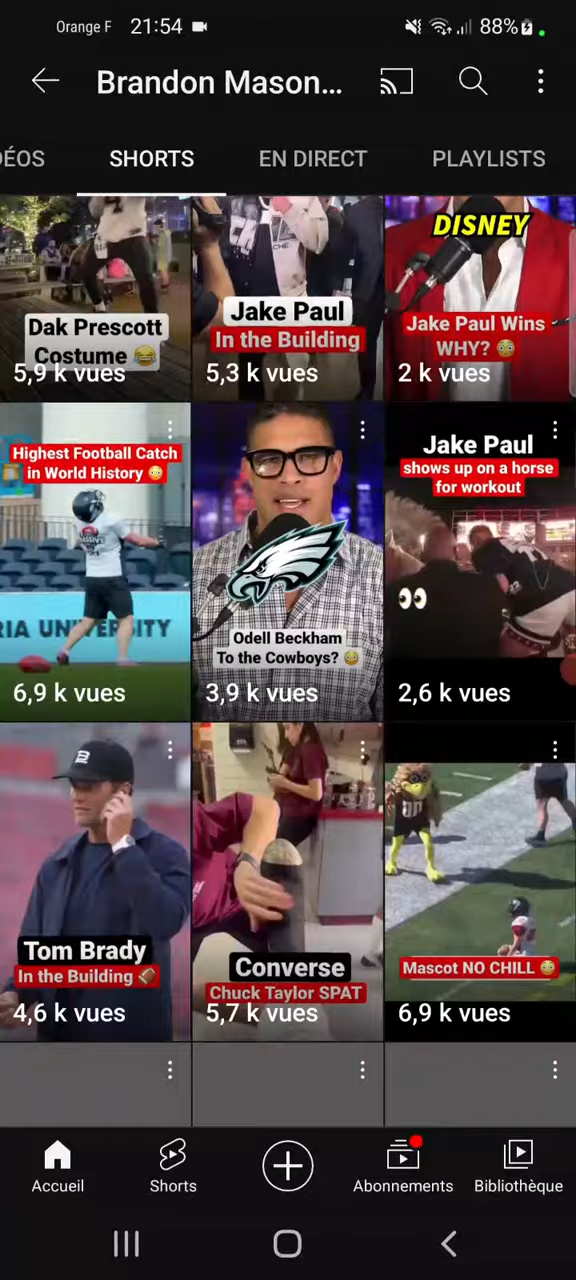 Orange F 21:54 88%
Brandon Mason...
DÉOS SHORTS EN DIRECT PLAYLISTS
Dak Prescott
Costume
5,9 k vues
Jake Paul
In the Building
5,3 k vues
DISNEY
Jake Paul Wins
WHY?
2 k vues
Highest Football Catch
in World History
RIA UNIVERSITY
6,9 k vues
Odell Beckham
To the Cowboys?
3,9 k vues
Jake Paul
shows up on a horse
for workout
2,6 k vues
Tom Brady
In the Building
4,6 k vues
Converse
Chuck Taylor SPAT
5,7 k vues
Mascot NO CHILL
6,9 k vues
Accueil Shorts Abonnements Bibliothèque